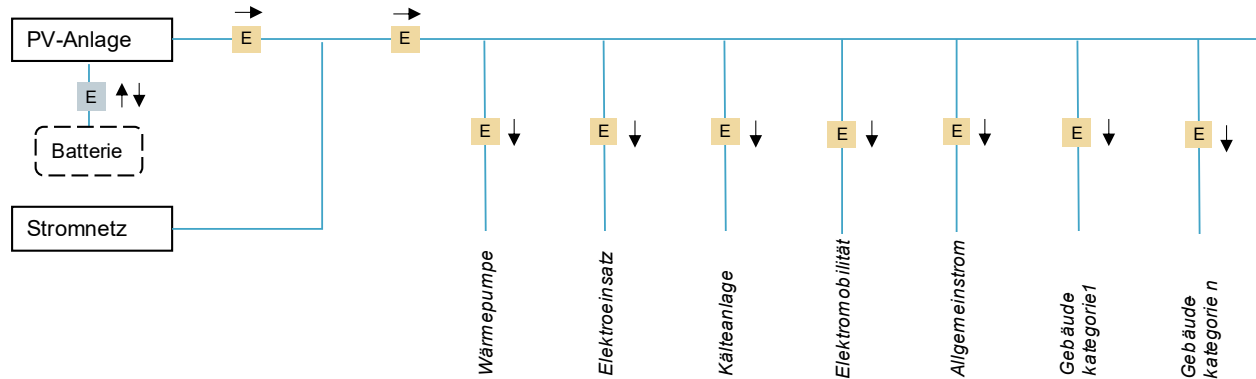 PV-Anlage
E
E
E
Batterie
Stromnetz
E
E
E
E
E
E
E
Wärmepumpe
Elektroeinsatz
Kälteanlage
Elektromobilität
Allgemeinstrom
Gebäude
kategorie1
Gebäude
kategorie n